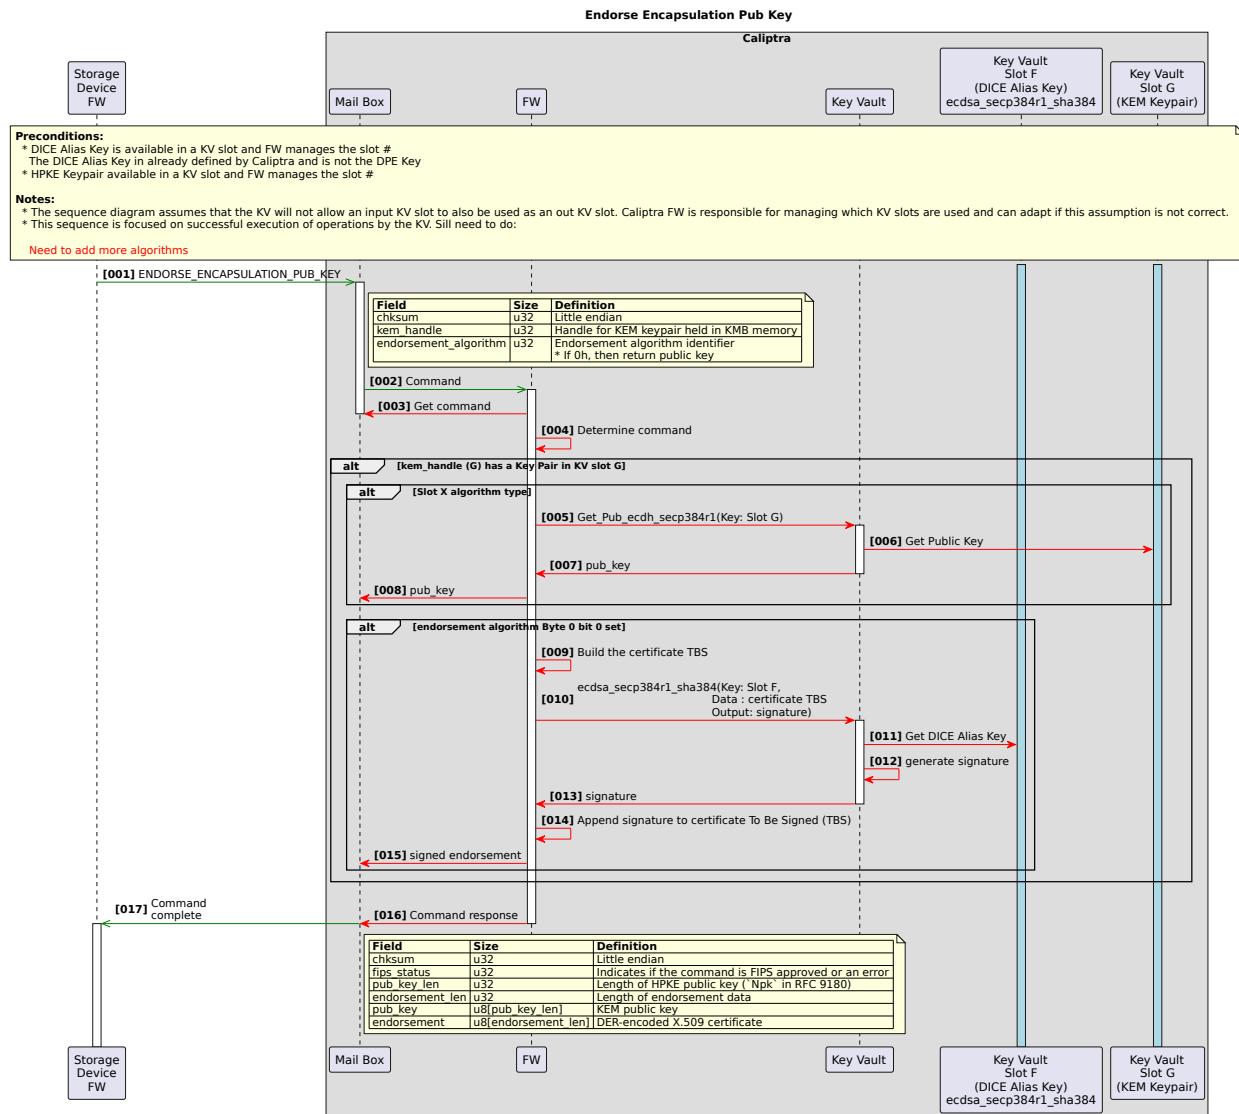 Endorse Encapsulation Pub Key
Caliptra
Storage
Device
FW
Mail Box
FW
Key Vault
Key Vault
Slot F
(DICE Alias Key)
ecdsa_secp384r1_sha384
Key Vault
Slot G
(KEM Keypair)
Preconditions:
* DICE Alias Key is available in a KV slot and FW manages the slot #
The DICE Alias Key in already defined by Caliptra and is not the DPE Key
* HPKE Keypair available in a KV slot and FW manages the slot #
Notes:
* The sequence diagram assumes that the KV will not allow an input KV slot to also be used as an out KV slot. Caliptra FW is responsible for managing which KV slots are used and can adapt if this assumption is not correct.
* This sequence is focused on successful execution of operations by the KV. Sill need to do:
Need to add more algorithms
[001] ENDORSE_ENCAPSULATION_PUB_KEY
Field Size Definition
chksum u32 Little endian
kem_handle u32 Handle for KEM keypair held in KMB memory
endorsement_algorithm u32 Endorsement algorithm identifier
* If 0h, then return public key
[002] Command
[003] Get command
[004] Determine command
alt [kem_handle (G) has a Key Pair in KV slot G]
alt [Slot X algorithm type]
[005] Get_Pub_ecdh_secp384r1(Key: Slot G)
[006] Get Public Key
[007] pub_key
[008] pub_key
alt [endorsement algorithm Byte 0 bit 0 set]
[009] Build the certificate TBS
[010] ecdsa_secp384r1_sha384(Key: Slot F,
Data : certificate TBS
Output: signature)
[011] Get DICE Alias Key
[012] generate signature
[013] signature
[014] Append signature to certificate To Be Signed (TBS)
[015] signed endorsement
[016] Command response
[017] Command
complete
Field Size Definition
chksum u32 Little endian
fips_status u32 Indicates if the command is FIPS approved or an error
pub_key_len u32 Length of HPKE public key (`Npk` in RFC 9180)
endorsement_len u32 Length of endorsement data
pub_key u8[pub_key_len] KEM public key
endorsement u8[endorsement_len] DER-encoded X.509 certificate
Storage
Device
FW
Mail Box
FW
Key Vault
Key Vault
Slot F
(DICE Alias Key)
ecdsa_secp384r1_sha384
Key Vault
Slot G
(KEM Keypair)